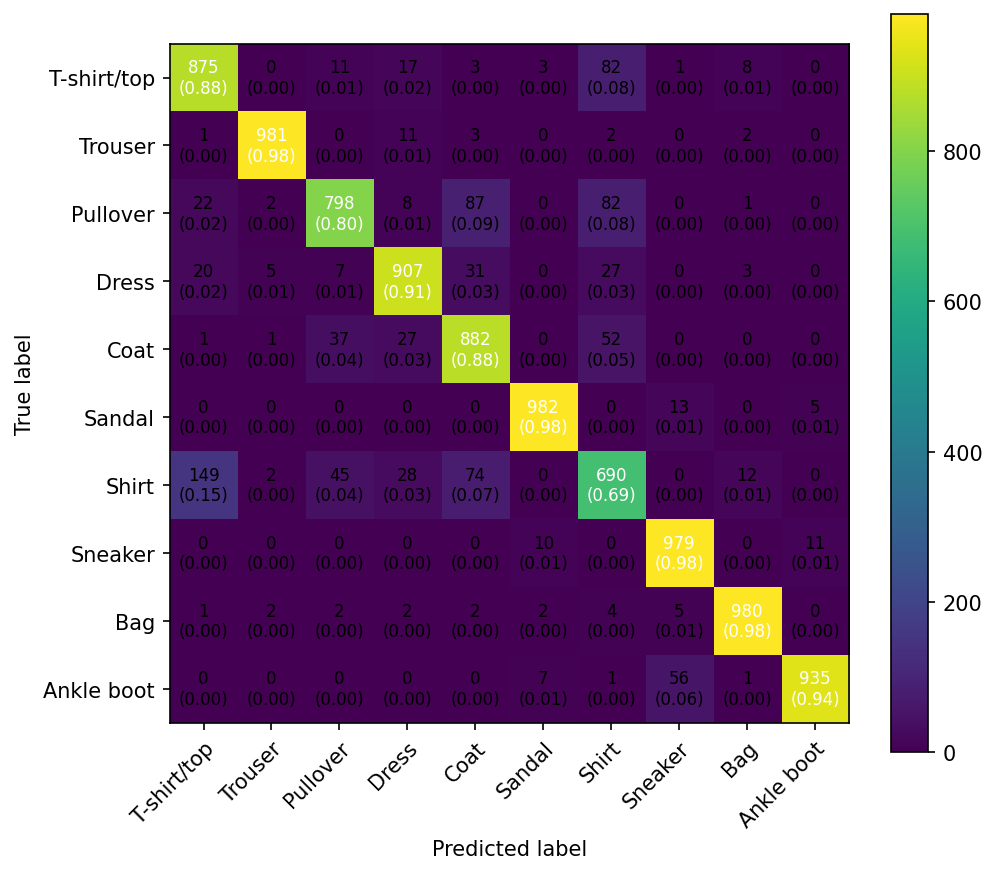 T-shirt/top 875 0 11 17 3 3 82 1 8 0
(0.88) (0.00) (0.01) (0.02) (0.00) (0.00) (0.08) (0.00) (0.01) (0.00)
Trouser 1 981 0 11 3 0 2 0 2 0
(0.00) (0.98) (0.00) (0.01) (0.00) (0.00) (0.00) (0.00) (0.00) (0.00)
Pullover 22 2 798 8 87 0 82 0 1 0
(0.02) (0.00) (0.80) (0.01) (0.09) (0.00) (0.08) (0.00) (0.00) (0.00)
Dress 20 5 7 907 31 0 27 0 3 0
(0.02) (0.01) (0.01) (0.91) (0.03) (0.00) (0.03) (0.00) (0.00) (0.00)
Coat 1 1 37 27 882 0 52 0 0 0
(0.00) (0.00) (0.04) (0.03) (0.88) (0.00) (0.05) (0.00) (0.00) (0.00)
Sandal 0 0 0 0 0 982 0 13 0 5
(0.00) (0.00) (0.00) (0.00) (0.00) (0.98) (0.00) (0.01) (0.00) (0.01)
Shirt 149 2 45 28 74 0 690 0 12 0
(0.15) (0.00) (0.04) (0.03) (0.07) (0.00) (0.69) (0.00) (0.01) (0.00)
Sneaker 0 0 0 0 0 10 0 979 0 11
(0.00) (0.00) (0.00) (0.00) (0.00) (0.01) (0.00) (0.98) (0.00) (0.01)
Bag 1 2 2 2 2 2 4 5 980 0
(0.00) (0.00) (0.00) (0.00) (0.00) (0.00) (0.00) (0.01) (0.98) (0.00)
Ankle boot 0 0 0 0 0 7 1 56 1 935
(0.00) (0.00) (0.00) (0.00) (0.00) (0.01) (0.00) (0.06) (0.00) (0.94)
True label
T-shirt/top Trouser Pullover Dress Coat Sandal Shirt Sneaker Bag Ankle boot
Predicted label
800
600
400
200
0